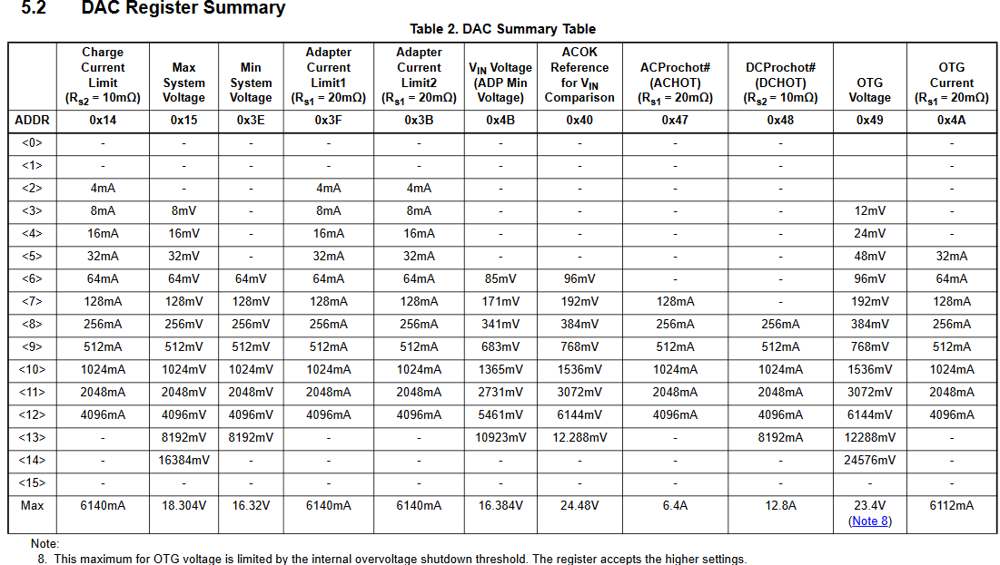 5.2 DAC Register Summary
Table 2. DAC Summary Table
Charge Current Limit (Rs2 = 10mΩ) Max System Voltage Min System Voltage Adapter Current Limit1 (Rs1 = 20mΩ) Adapter Current Limit2 (Rs1 = 20mΩ) VIN Voltage (ADP Min Voltage) ACOK Reference for VIN Comparison ACProchot# (ACHOT) (Rs1 = 20mΩ) DCProchot# (DCHOT) (Rs2 = 10mΩ) OTG Voltage OTG Current (Rs1 = 20mΩ)
ADDR 0x14 0x15 0x3E 0x3F 0x3B 0x4B 0x40 0x47 0x48 0x49 0x4A
<0> - - - - - - - - - -
<1> - - - - - - - - - -
<2> 4mA - - 4mA 4mA - - - - -
<3> 8mA 8mV - 8mA 8mA - - - - 12mV -
<4> 16mA 16mV - 16mA 16mA - - - - 24mV -
<5> 32mA 32mV - 32mA 32mA - - - - 48mV 32mA
<6> 64mA 64mV 64mV 64mA 64mA 85mV 96mV - - 96mV 64mA
<7> 128mA 128mV 128mV 128mA 128mA 171mV 192mV 128mA - 192mV 128mA
<8> 256mA 256mV 256mV 256mA 256mA 341mV 384mV 256mA 256mA 384mV 256mA
<9> 512mA 512mV 512mV 512mA 512mA 683mV 768mV 512mA 512mA 768mV 512mA
<10> 1024mA 1024mV 1024mV 1024mA 1024mA 1365mV 1536mV 1024mA 1024mA 1536mV 1024mA
<11> 2048mA 2048mV 2048mV 2048mA 2048mA 2731mV 3072mV 2048mA 2048mA 3072mV 2048mA
<12> 4096mA 4096mV 4096mV 4096mA 4096mA 5461mV 6144mV 4096mA 4096mA 6144mV 4096mA
<13> - 8192mV 8192mV - - 10923mV 12.288mV - 8192mA 12288mV -
<14> - 16384mV - - - - - - - 24576mV -
<15> - - - - - - - - - - -
Max 6140mA 18.304V 16.32V 6140mA 6140mA 16.384V 24.48V 6.4A 12.8A 23.4V (Note 8) 6112mA
Note:
8. This maximum for OTG voltage is limited by the internal overvoltage shutdown threshold. The register accepts the higher settings.